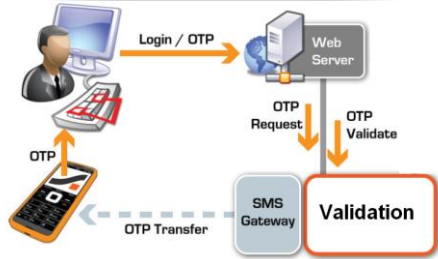 Login / OTP
Web
Server
OTP
Request
OTP
Validate
OTP
SMS
Gateway
Validation
OTP Transfer